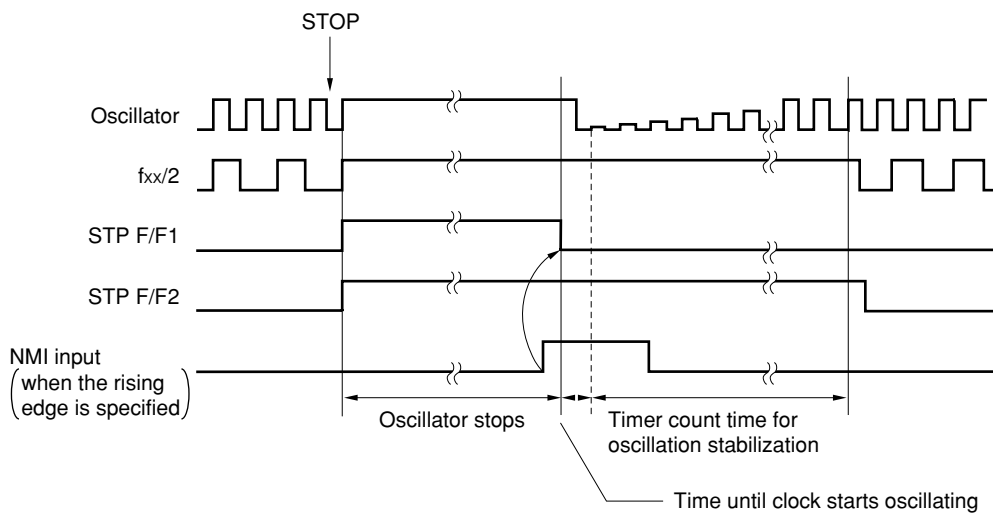 STOP
Oscillator
fxx/2
STP F/F1
STP F/F2
NMI input
when the rising
edge is specified
Oscillator stops
Timer count time for
oscillation stabilization
Time until clock starts oscillating